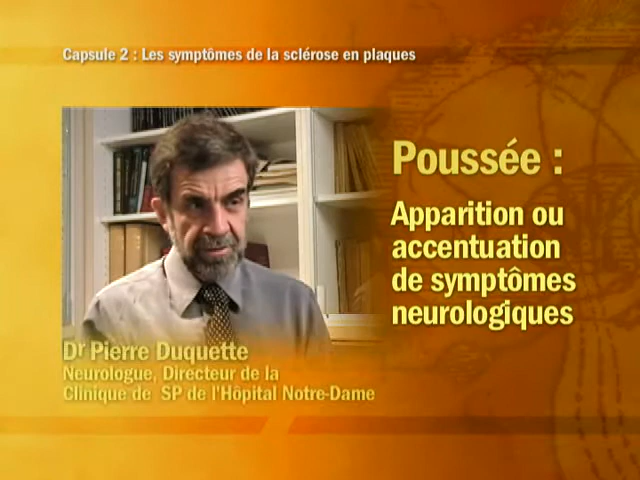 Capsule 2 : Les symptômes de la sclérose en plaques
Poussée :
Apparition ou
accentuation
de symptômes
neurologiques
Dr Pierre Duquette
Neurologue, Directeur de la
Clinique de SP de l'Hôpital Notre-Dame